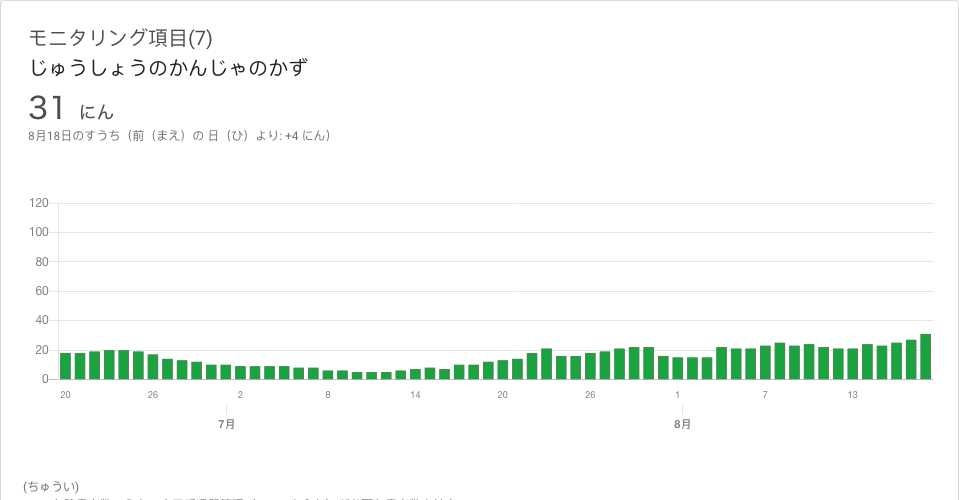 モニタリング項目(7)
じゅうしょうのかんじゃのかず
31 にん
8月18日のすうち（前（まえ）の 日（ひ）より: +4 にん）
120
100
80
60
40
20
0
20 26 2 8 14 20 26 1 7 13
7月 8月
(ちゅうい)